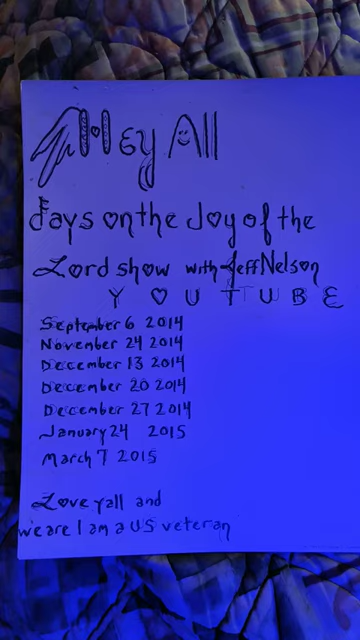 Hey All
days on the Joy of the
Lord show with Jeff Nelson
Y O U T U B E
September 6 2014
November 24 2014
December 13 2014
December 20 2014
December 27 2014
January 24 2015
March 7 2015
Love yall and
we are I am a US veteran